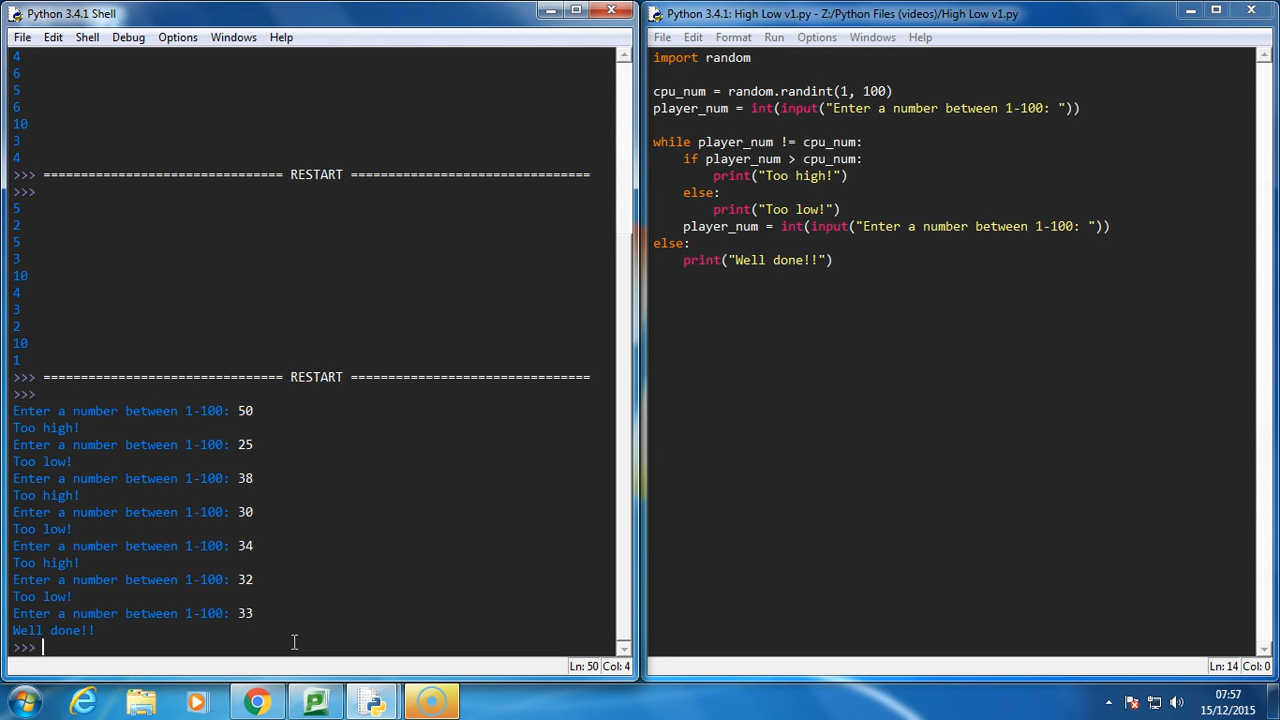 Python 3.4.1 Shell
File Edit Shell Debug Options Windows Help
4
6
5
6
10
3
4
>>> ================================ RESTART ================================
>>>
5
2
5
3
10
4
3
2
10
1
>>> ================================ RESTART ================================
>>>
Enter a number between 1-100: 50
Too high!
Enter a number between 1-100: 25
Too low!
Enter a number between 1-100: 38
Too high!
Enter a number between 1-100: 30
Too low!
Enter a number between 1-100: 34
Too high!
Enter a number between 1-100: 32
Too low!
Enter a number between 1-100: 33
Well done!!
>>>
Ln: 50 Col: 4
Python 3.4.1: High Low v1.py - Z:/Python Files (videos)/High Low v1.py
File Edit Format Run Options Windows Help
import random
cpu_num = random.randint(1, 100)
player_num = int(input("Enter a number between 1-100: "))
while player_num != cpu_num:
if player_num > cpu_num:
print("Too high!")
else:
print("Too low!")
player_num = int(input("Enter a number between 1-100: "))
else:
print("Well done!!")
Ln: 14 Col: 0
07:57
15/12/2015